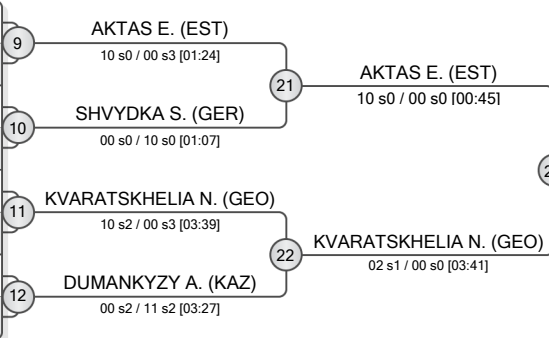 AKTAS E. (EST)
9
10 s0 / 00 s3 [01:24]
21
AKTAS E. (EST)
10 s0 / 00 s0 [00:45]
SHVYDKA S. (GER)
10
00 s0 / 10 s0 [01:07]
KVARATSKHELIA N. (GEO)
11
10 s2 / 00 s3 [03:39]
22
KVARATSKHELIA N. (GEO)
02 s1 / 00 s0 [03:41]
DUMANKYZY A. (KAZ)
12
00 s2 / 11 s2 [03:27]